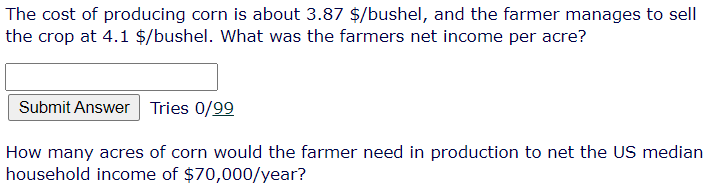 The cost of producing corn is about 3.87 $/bushel, and the farmer manages to sell
the crop at 4.1 $/bushel. What was the farmers net income per acre?
Submit Answer Tries 0/99
How many acres of corn would the farmer need in production to net the US median
household income of $70,000/year?